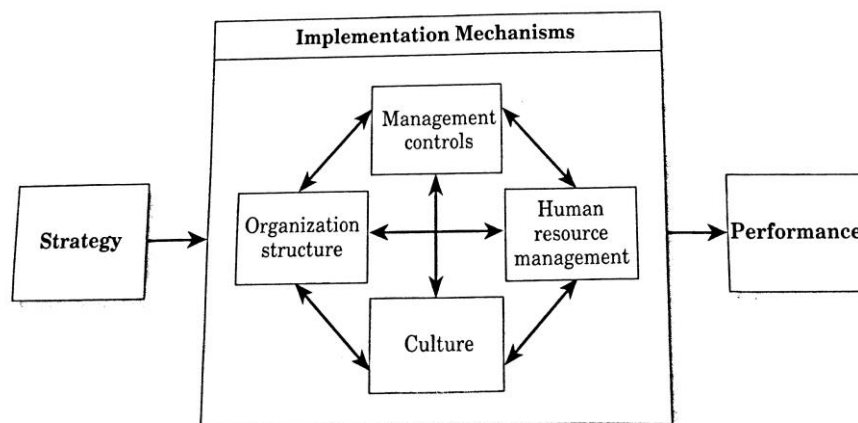 Implementation Mechanisms
Management
controls
Strategy
Organization
structure
Human
resource
management
Performance
Culture